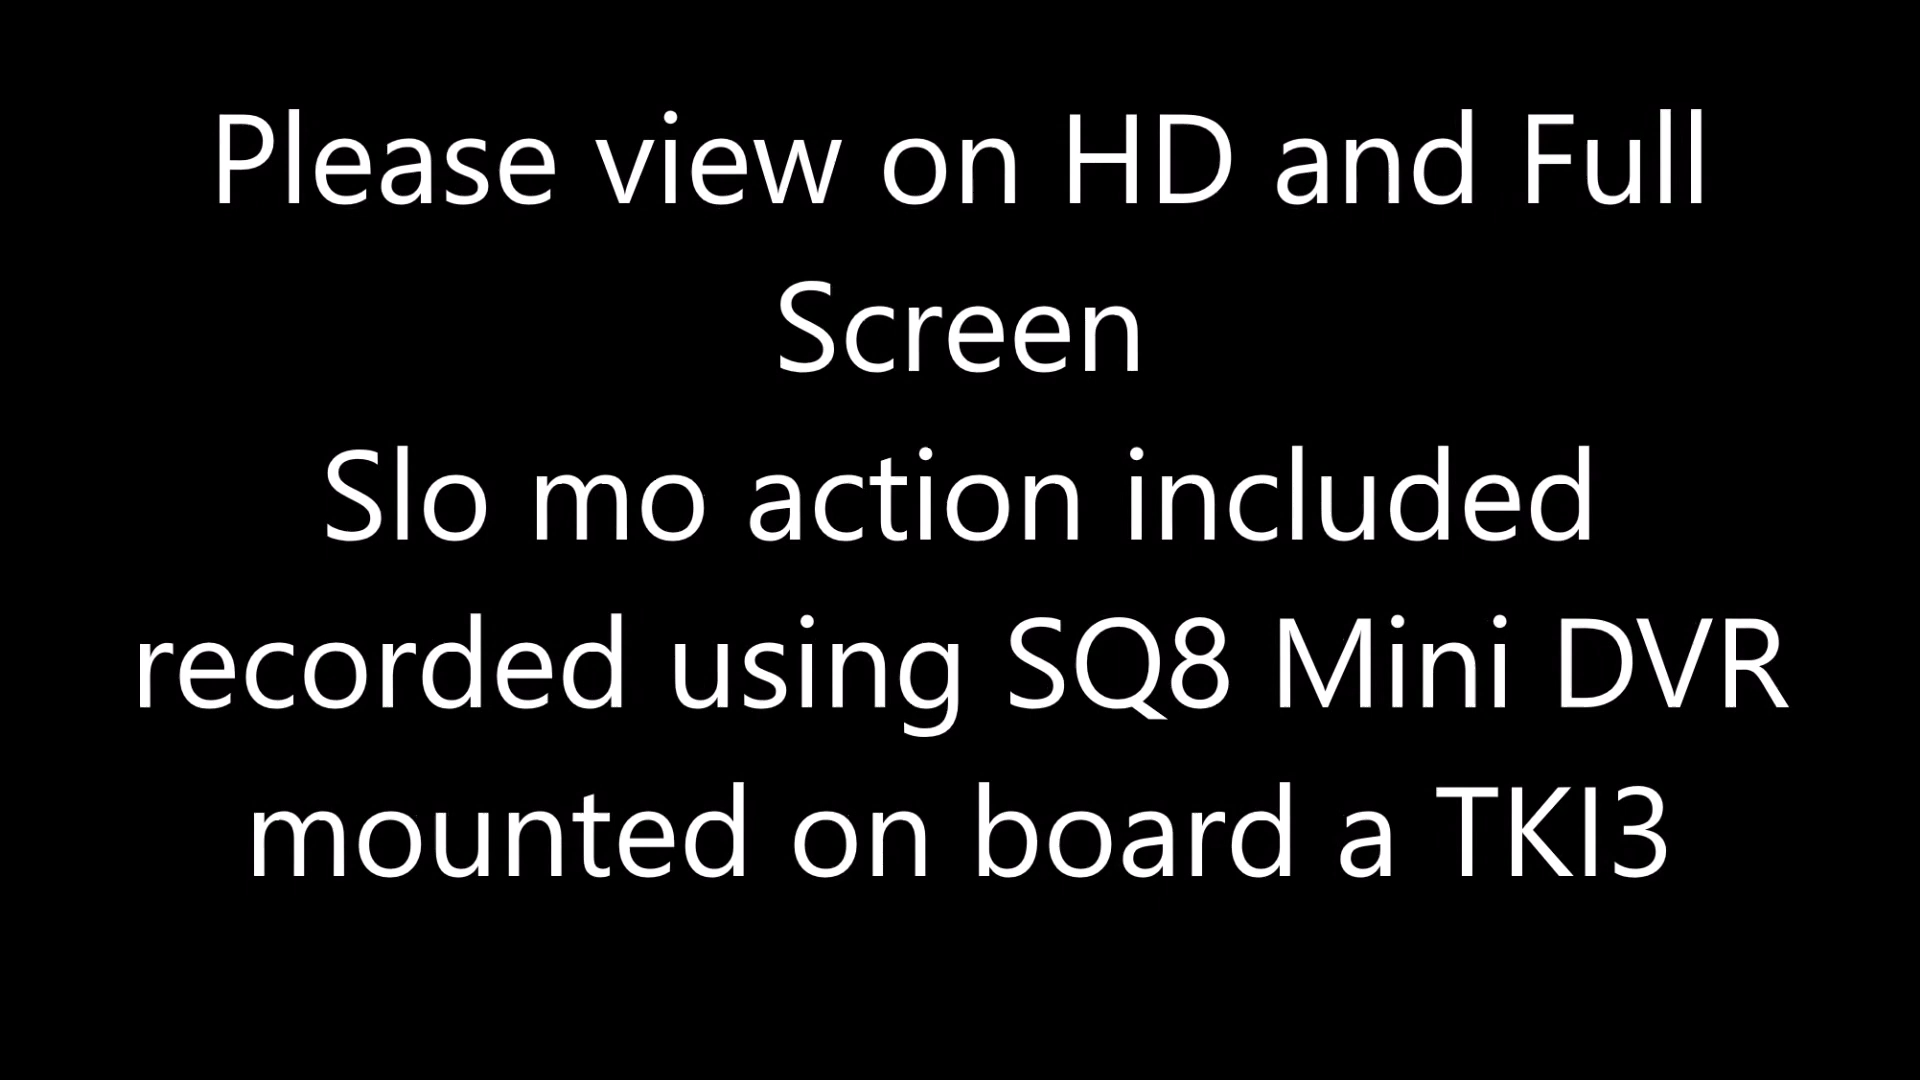 Please view on HD and Full
Screen
Slo mo action included
recorded using SQ8 Mini DVR
mounted on board a TKI3